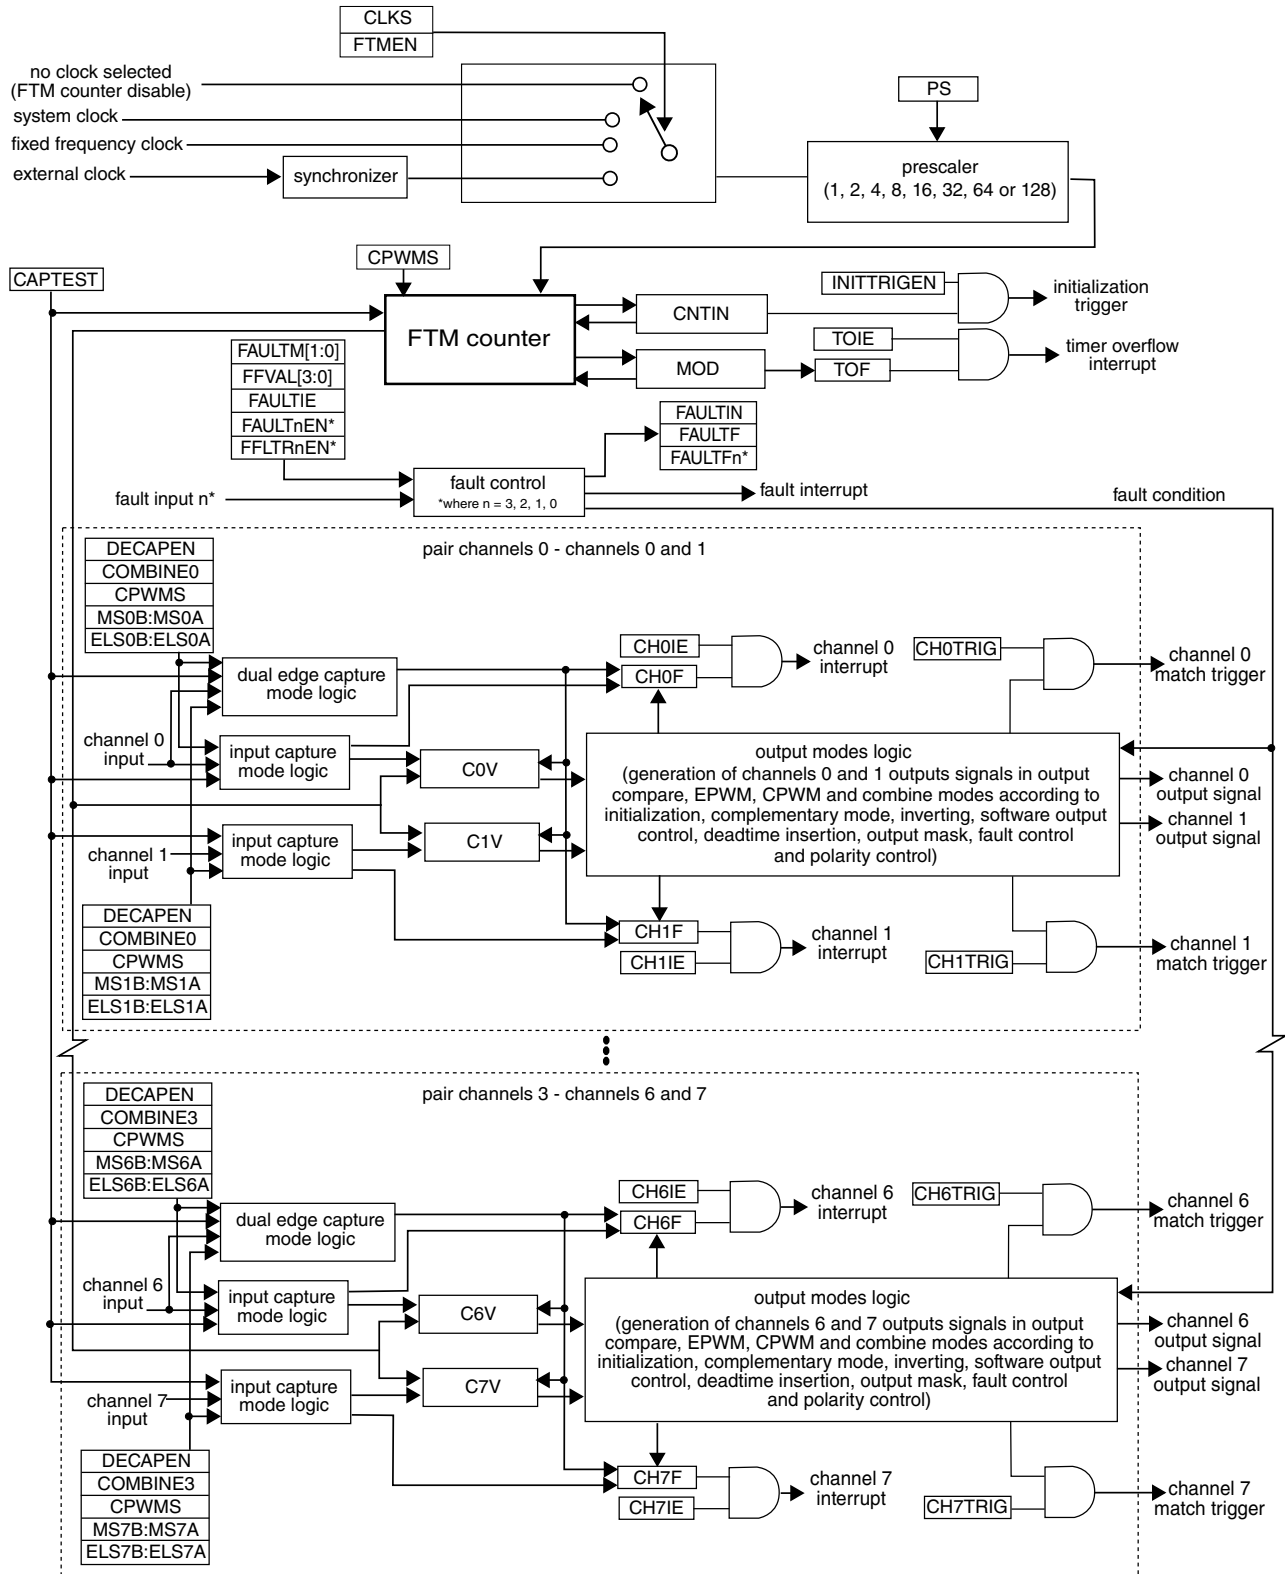 CLKS
FTMEN
no clock selected
(FTM counter disable)
system clock
fixed frequency clock
external clock
synchronizer
PS
prescaler
(1, 2, 4, 8, 16, 32, 64 or 128)
CPWMS
CAPTEST
FTM counter
CNTIN
MOD
INITTRIGEN
initialization
trigger
TOIE
TOF
timer overflow
interrupt
FAULTM[1:0]
FFVAL[3:0]
FAULTIE
FAULTnEN*
FFLTRnEN*
FAULTIN
FAULTF
FAULTFn*
fault input n*
fault control
*where n = 3, 2, 1, 0
fault interrupt
fault condition
pair channels 0 - channels 0 and 1
DECAPEN
COMBINE0
CPWMS
MS0B:MS0A
ELS0B:ELS0A
dual edge capture
mode logic
CH0IE
CH0F
channel 0
interrupt
CH0TRIG
channel 0
match trigger
channel 0
input
input capture
mode logic
C0V
output modes logic
(generation of channels 0 and 1 outputs signals in output
compare, EPWM, CPWM and combine modes according to
initialization, complementary mode, inverting, software output
control, deadtime insertion, output mask, fault control
and polarity control)
channel 0
output signal
channel 1
output signal
channel 1
input
input capture
mode logic
C1V
DECAPEN
COMBINE0
CPWMS
MS1B:MS1A
ELS1B:ELS1A
CH1F
CH1IE
channel 1
interrupt
CH1TRIG
channel 1
match trigger
pair channels 3 - channels 6 and 7
DECAPEN
COMBINE3
CPWMS
MS6B:MS6A
ELS6B:ELS6A
dual edge capture
mode logic
CH6IE
CH6F
channel 6
interrupt
CH6TRIG
channel 6
match trigger
channel 6
input
input capture
mode logic
C6V
output modes logic
(generation of channels 6 and 7 outputs signals in output
compare, EPWM, CPWM and combine modes according to
initialization, complementary mode, inverting, software output
control, deadtime insertion, output mask, fault control
and polarity control)
channel 6
output signal
channel 7
output signal
channel 7
input
input capture
mode logic
C7V
DECAPEN
COMBINE3
CPWMS
MS7B:MS7A
ELS7B:ELS7A
CH7F
CH7IE
channel 7
interrupt
CH7TRIG
channel 7
match trigger